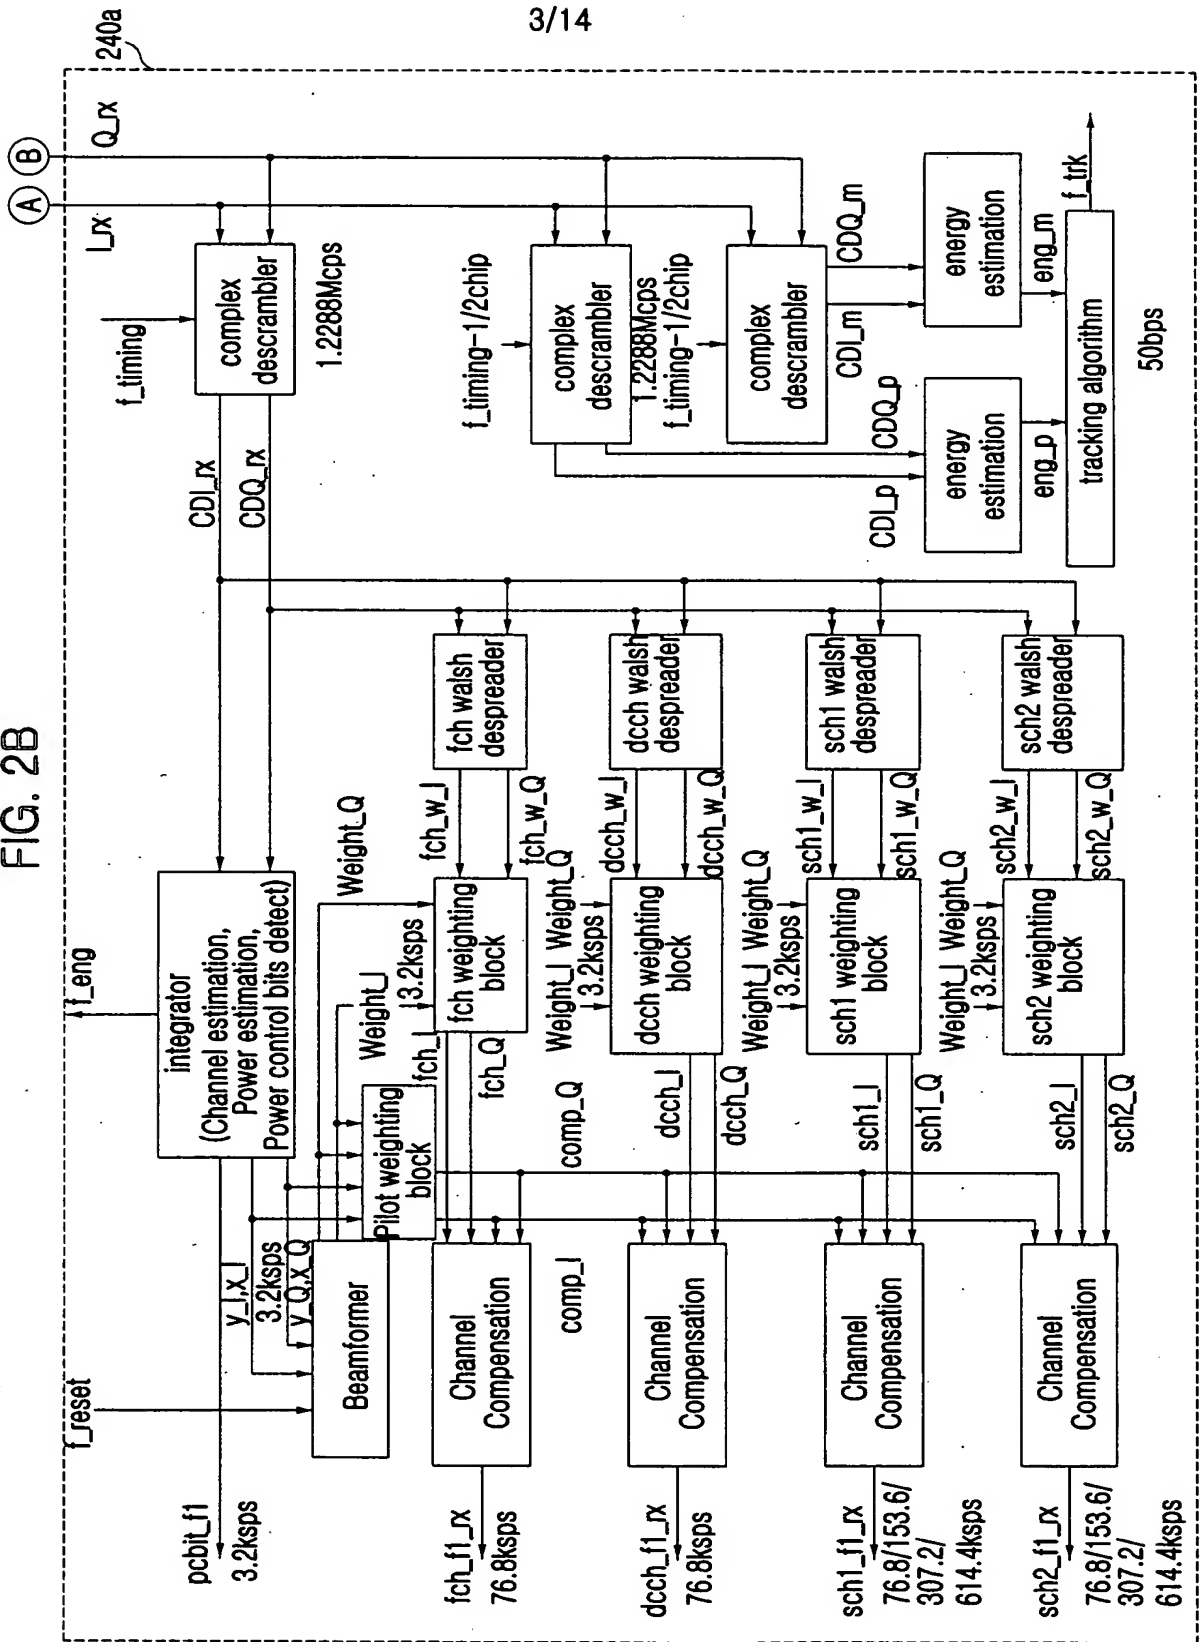 3/14
FIG. 2B
240a
A
B
I_rx
Q_rx
f_timing
complex
descrambler
1.2288Mcps
CDI_rx
CDQ_rx
f_timing-1/2chip
complex
descrambler
1.2288Mcps
f_timing-1/2chip
complex
descrambler
CDI_m
CDQ_m
CDI_p
CDQ_p
energy
estimation
energy
estimation
eng_p
eng_m
tracking algorithm
f_trk
50bps
f_eng
integrator
(Channel estimation,
Power estimation,
Power control bits detect)
f_reset
pcbit_f1
3.2ksps
y_I,x_I
3.2ksps
y_Q,x_Q
Beamformer
Pilot weighting
block
Weight_I
Weight_Q
3.2ksps
fch walsh
despreader
fch_w_I
fch_w_Q
fch weighting
block
fch_I
fch_Q
Channel
Compensation
fch_f1_rx
76.8ksps
comp_I
comp_Q
dcch walsh
despreader
dcch_w_I
dcch_w_Q
Weight_I Weight_Q
3.2ksps
dcch weighting
block
dcch_I
dcch_Q
Channel
Compensation
dcch_f1_rx
76.8ksps
sch1 walsh
despreader
sch1_w_I
sch1_w_Q
Weight_I Weight_Q
3.2ksps
sch1 weighting
block
sch1_I
sch1_Q
Channel
Compensation
sch1_f1_rx
76.8/153.6/
307.2/
614.4ksps
sch2 walsh
despreader
sch2_w_I
sch2_w_Q
Weight_I Weight_Q
3.2ksps
sch2 weighting
block
sch2_I
sch2_Q
Channel
Compensation
sch2_f1_rx
76.8/153.6/
307.2/
614.4ksps